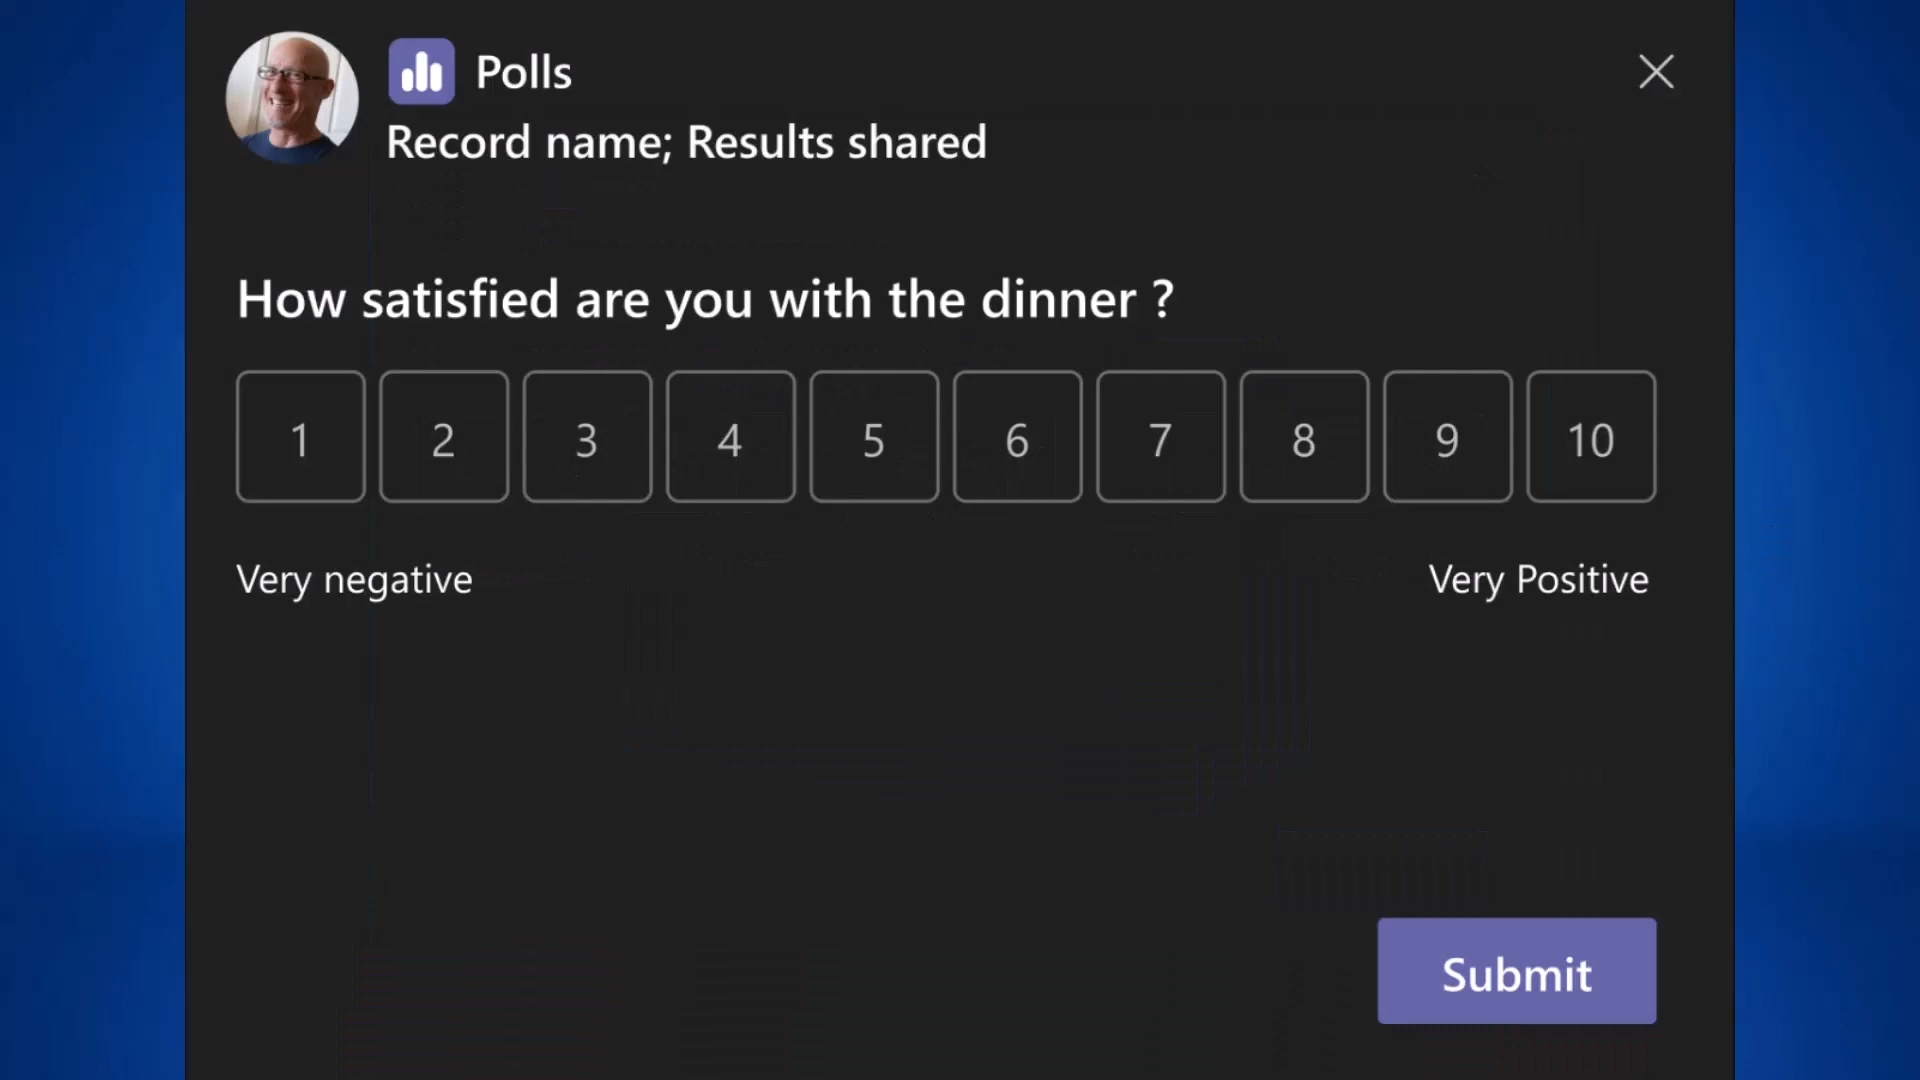 Polls
Record name; Results shared
How satisfied are you with the dinner ?
1 2 3 4 5 6 7 8 9 10
Very negative Very Positive
Submit